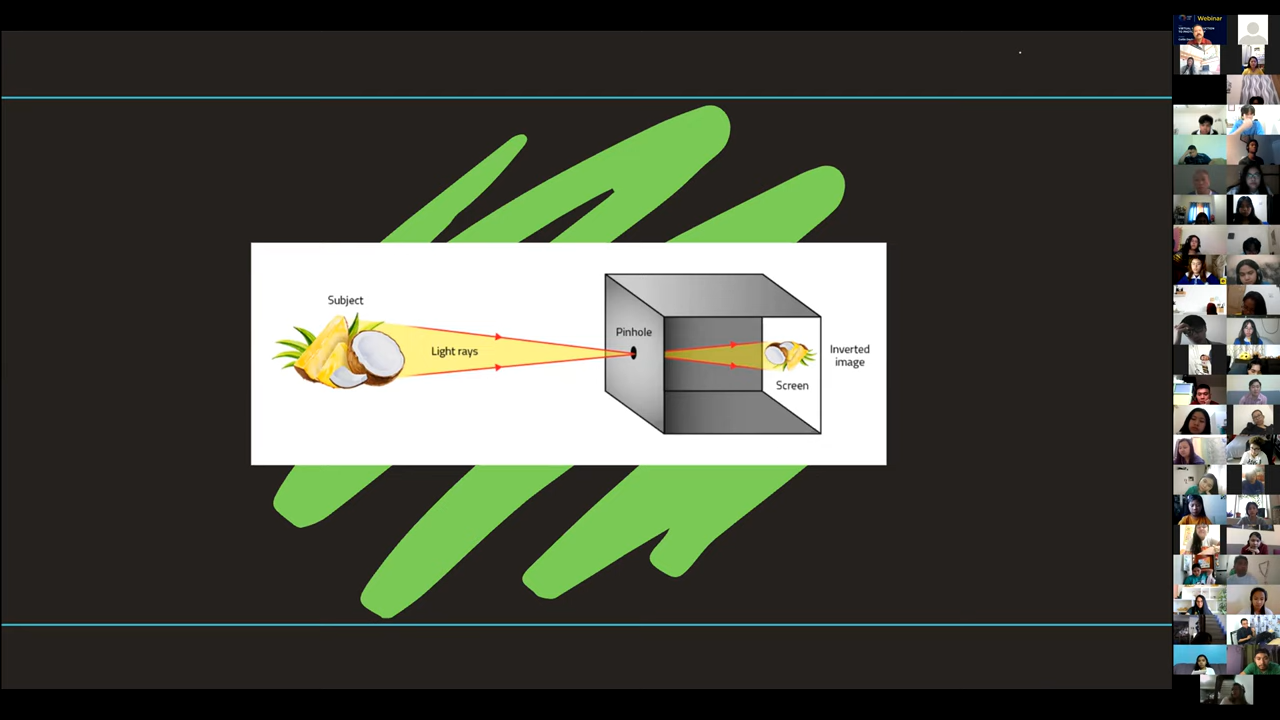 Subject
Light rays
Pinhole
Inverted
image
Screen
Webinar